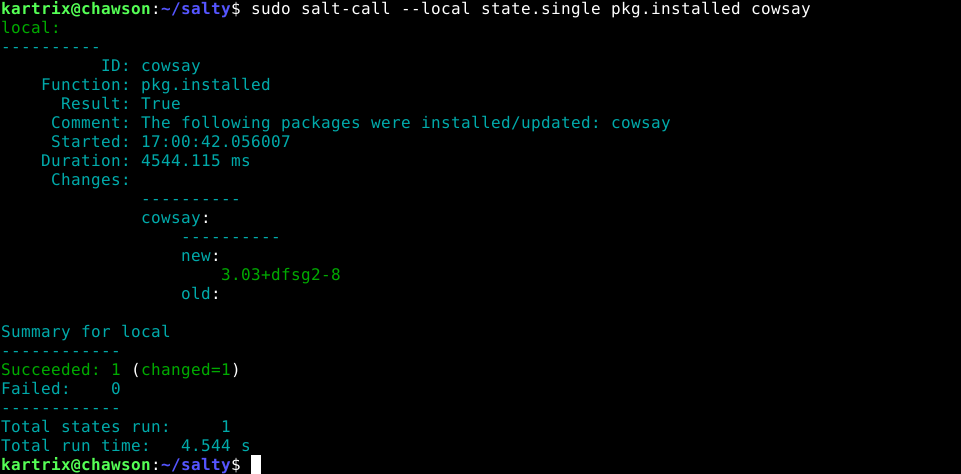 kartrix@chawson:~/salty$ sudo salt-call --local state.single pkg.installed cowsay
local:
----------
          ID: cowsay
    Function: pkg.installed
      Result: True
     Comment: The following packages were installed/updated: cowsay
     Started: 17:00:42.056007
    Duration: 4544.115 ms
     Changes:
              ----------
              cowsay:
                  ----------
                  new:
                      3.03+dfsg2-8
                  old:

Summary for local
------------
Succeeded: 1 (changed=1)
Failed:    0
------------
Total states run:     1
Total run time:   4.544 s
kartrix@chawson:~/salty$